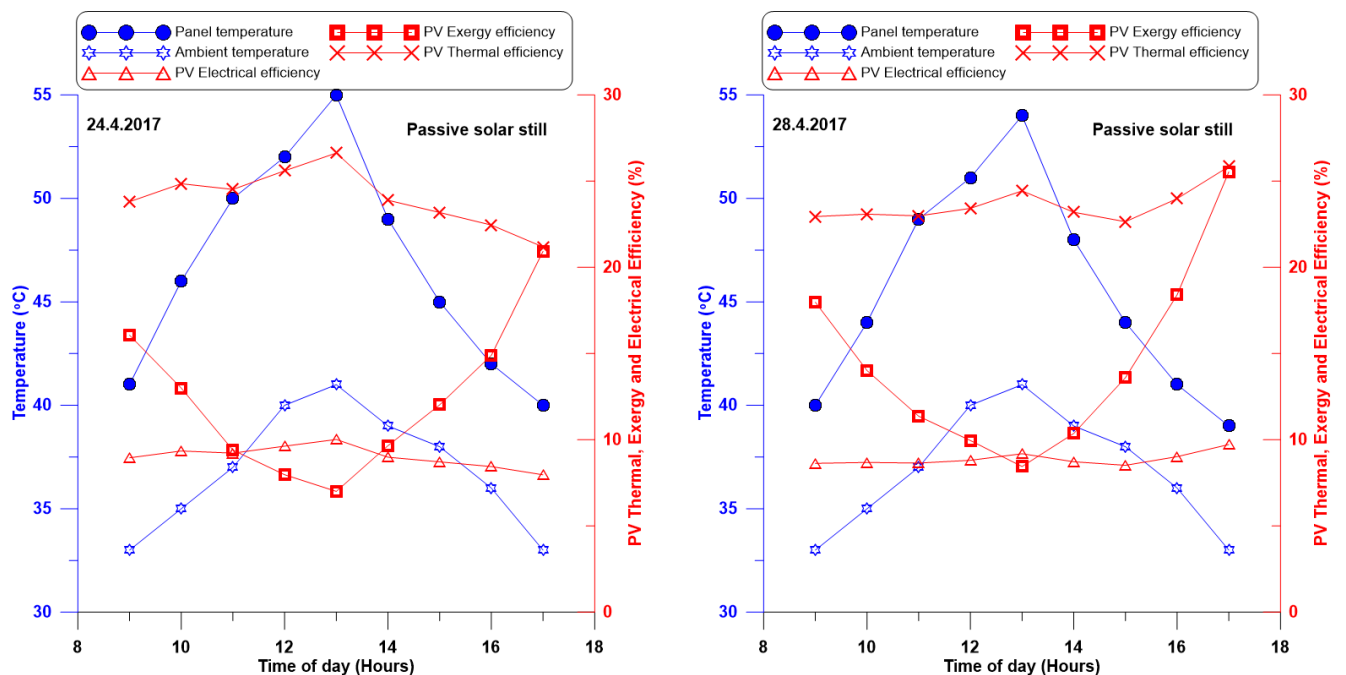 Panel temperature
PV Exergy efficiency
Ambient temperature
PV Thermal efficiency
PV Electrical efficiency
55
30
24.4.2017
Passive solar still
50
20
45
40
10
35
30
0
8
10
12
14
16
18
Temperature (°C)
PV Thermal, Exergy and Electrical Efficiency (%)
Time of day (Hours)
Panel temperature
PV Exergy efficiency
Ambient temperature
PV Thermal efficiency
PV Electrical efficiency
55
30
28.4.2017
Passive solar still
50
20
45
40
10
35
30
0
8
10
12
14
16
18
Temperature (°C)
PV Thermal, Exergy and Electrical Efficiency (%)
Time of day (Hours)